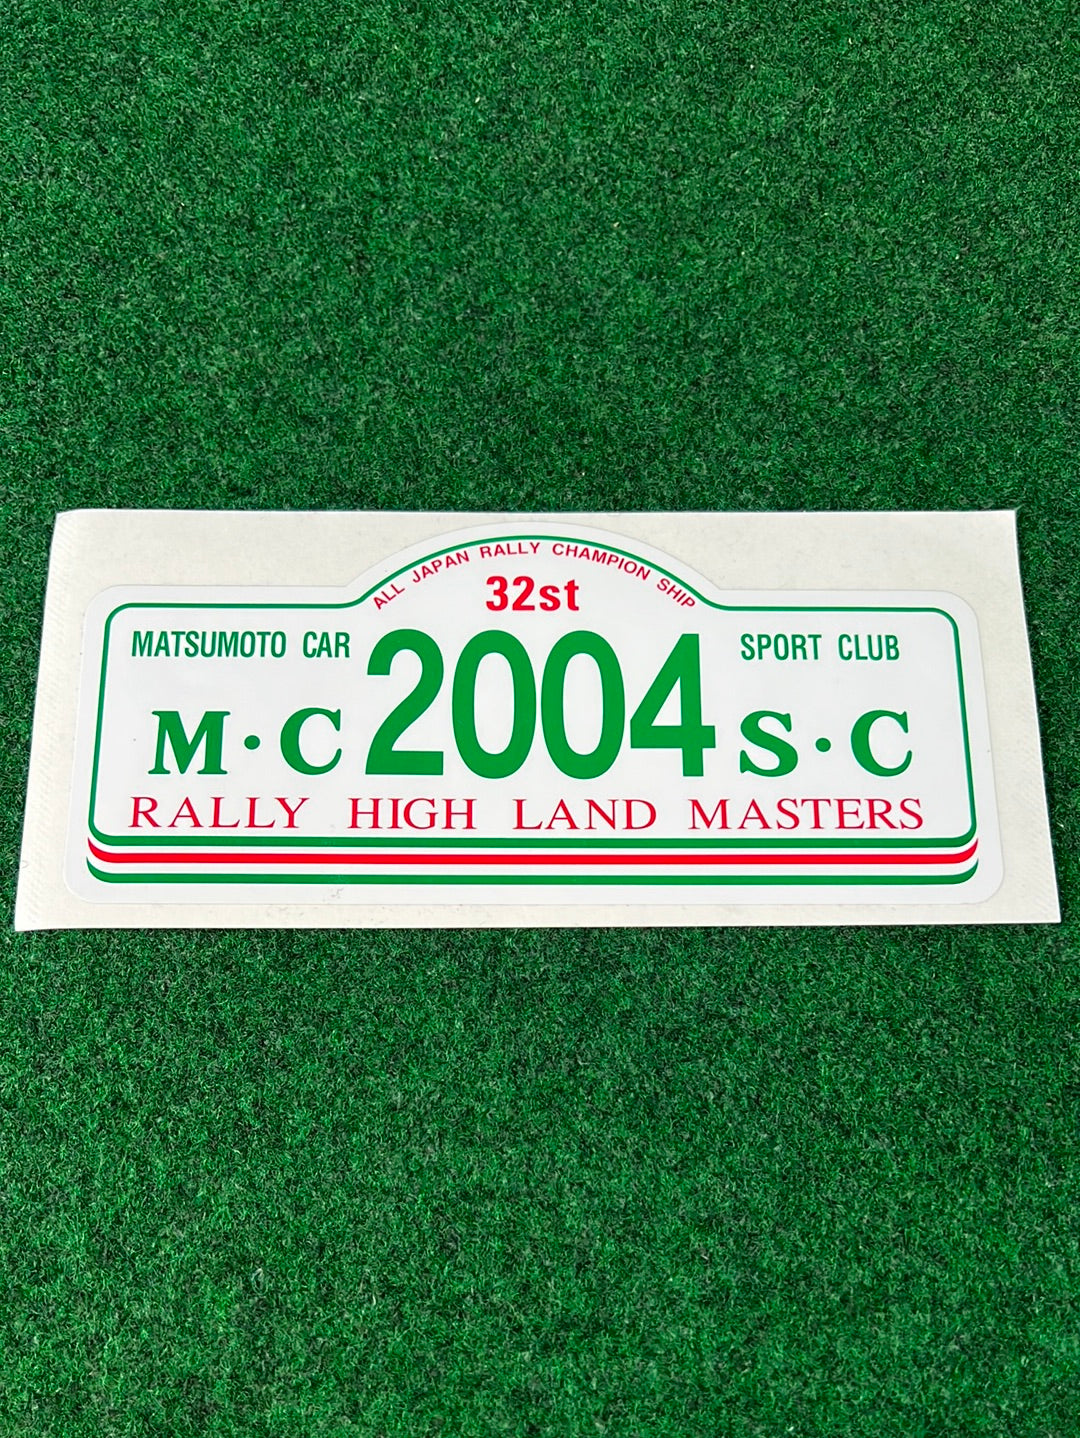 ALL JAPAN RALLY CHAMPION SHIP
32st
MATSUMOTO CAR 2004 SPORT CLUB
M·C S·C
RALLY HIGH LAND MASTERS